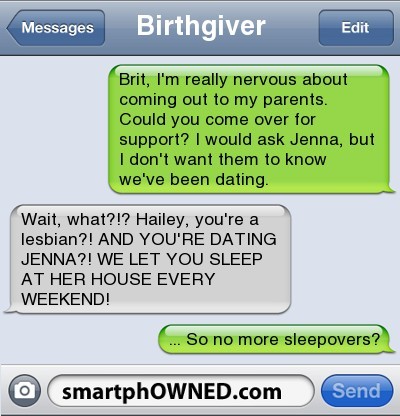 Messages
Birthgiver
Edit
Brit, I'm really nervous about
coming out to my parents.
Could you come over for
support? I would ask Jenna, but
I don't want them to know
we've been dating.
Wait, what?!? Hailey, you're a
lesbian?! AND YOU'RE DATING
JENNA?! WE LET YOU SLEEP
AT HER HOUSE EVERY
WEEKEND!
... So no more sleepovers?
smartphOWNED.com
Send